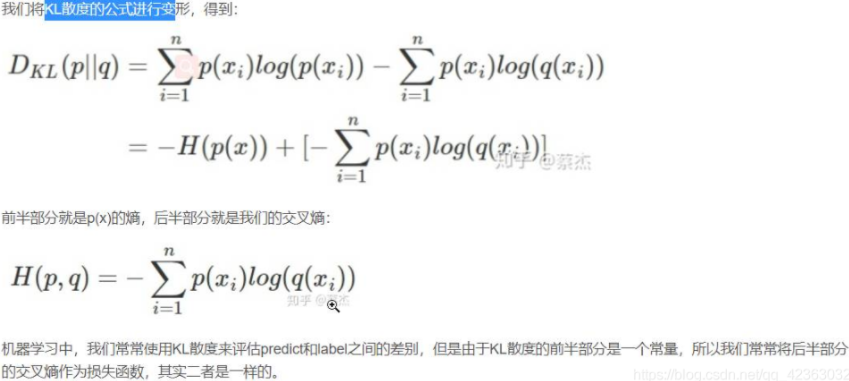 我们将KL散度的公式进行变形，得到：
n
D_{KL}(p||q) = ∑ p(x_i)log(p(x_i)) − ∑ p(x_i)log(q(x_i))
i=1
n
= −H(p(x)) + [−∑ p(x_i)log(q(x_i))]
i=1
知乎 @蔡杰
前半部分就是p(x)的熵，后半部分就是我们的交叉熵：
n
H(p,q) = −∑ p(x_i)log(q(x_i))
i=1
知乎 @蔡杰
机器学习中，我们常常使用KL散度来评估predict和label之间的差别，但是由于KL散度的前半部分是一个常量，所以我们常常将后半部分
的交叉熵作为损失函数，其实二者是一样的。
https://blog.csdn.net/qq_42363032